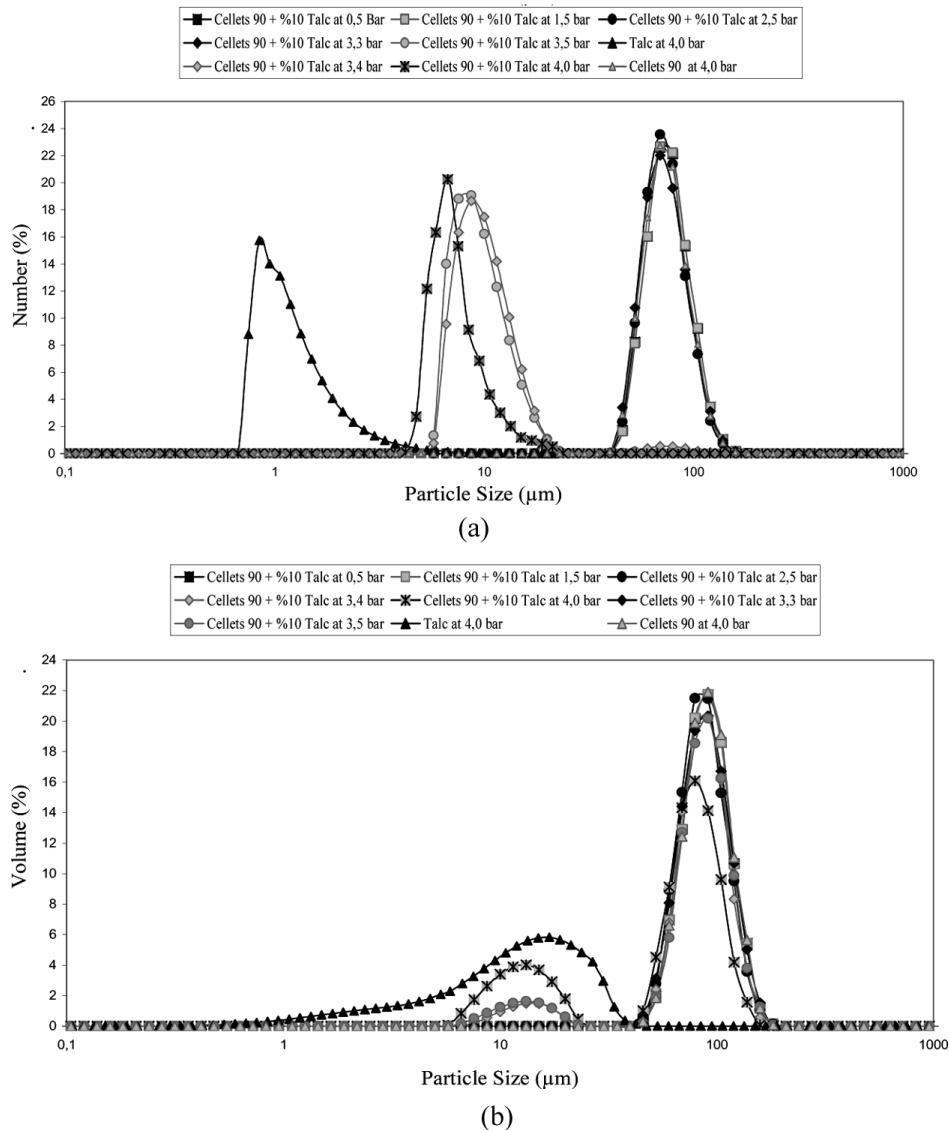 Cellets 90 + %10 Talc at 0,5 Bar Cellets 90 + %10 Talc at 1,5 bar Cellets 90 + %10 Talc at 2,5 bar
Cellets 90 + %10 Talc at 3,3 bar Cellets 90 + %10 Talc at 3,5 bar Talc at 4,0 bar
Cellets 90 + %10 Talc at 3,4 bar Cellets 90 + %10 Talc at 4,0 bar Cellets 90 at 4,0 bar
26
24
22
20
18
16
14
12
10
8
6
4
2
0
Number (%)
0,1 1 10 100 1000
Particle Size (µm)
(a)
Cellets 90 + %10 Talc at 0,5 bar Cellets 90 + %10 Talc at 1,5 bar Cellets 90 + %10 Talc at 2,5 bar
Cellets 90 + %10 Talc at 3,4 bar Cellets 90 + %10 Talc at 4,0 bar Cellets 90 + %10 Talc at 3,3 bar
Cellets 90 + %10 Talc at 3,5 bar Talc at 4,0 bar Cellets 90 at 4,0 bar
24
22
20
18
16
14
12
10
8
6
4
2
0
Volume (%)
0,1 1 10 100 1000
Particle Size (µm)
(b)